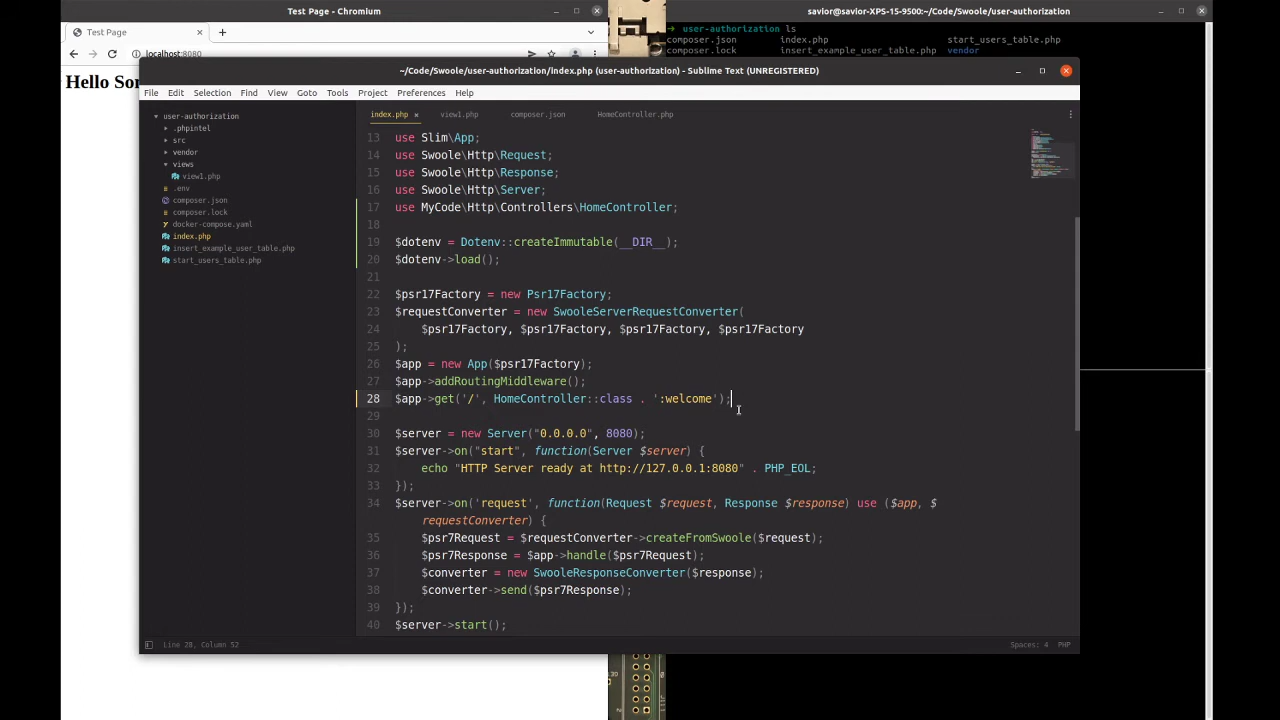 Test Page - Chromium
savior@savior-XPS-15-9500:~/Code/Swoole/user-authorization
Test Page
user-authorization ls
composer.json index.php start_users_table.php
composer.lock insert_example_user_table.php vendor
localhost:8080
Hello
~/Code/Swoole/user-authorization/index.php (user-authorization) - Sublime Text (UNREGISTERED)
File Edit Selection Find View Goto Tools Project Preferences Help
user-authorization
.phpintel
src
vendor
views
view1.php
.env
composer.json
composer.lock
docker-compose.yaml
index.php
insert_example_user_table.php
start_users_table.php
index.php view1.php composer.json HomeController.php
13 use Slim\App;
14 use Swoole\Http\Request;
15 use Swoole\Http\Response;
16 use Swoole\Http\Server;
17 use MyCode\Http\Controllers\HomeController;
18
19 $dotenv = Dotenv::createImmutable(__DIR__);
20 $dotenv->load();
21
22 $psr17Factory = new Psr17Factory;
23 $requestConverter = new SwooleServerRequestConverter(
24 $psr17Factory, $psr17Factory, $psr17Factory, $psr17Factory
25 );
26 $app = new App($psr17Factory);
27 $app->addRoutingMiddleware();
28 $app->get('/', HomeController::class . ':welcome');
29
30 $server = new Server("0.0.0.0", 8080);
31 $server->on("start", function(Server $server) {
32 echo "HTTP Server ready at http://127.0.0.1:8080" . PHP_EOL;
33 });
34 $server->on('request', function(Request $request, Response $response) use ($app, $
requestConverter) {
35 $psr7Request = $requestConverter->createFromSwoole($request);
36 $psr7Response = $app->handle($psr7Request);
37 $converter = new SwooleResponseConverter($response);
38 $converter->send($psr7Response);
39 });
40 $server->start();
Line 28, Column 52
Spaces: 4 PHP